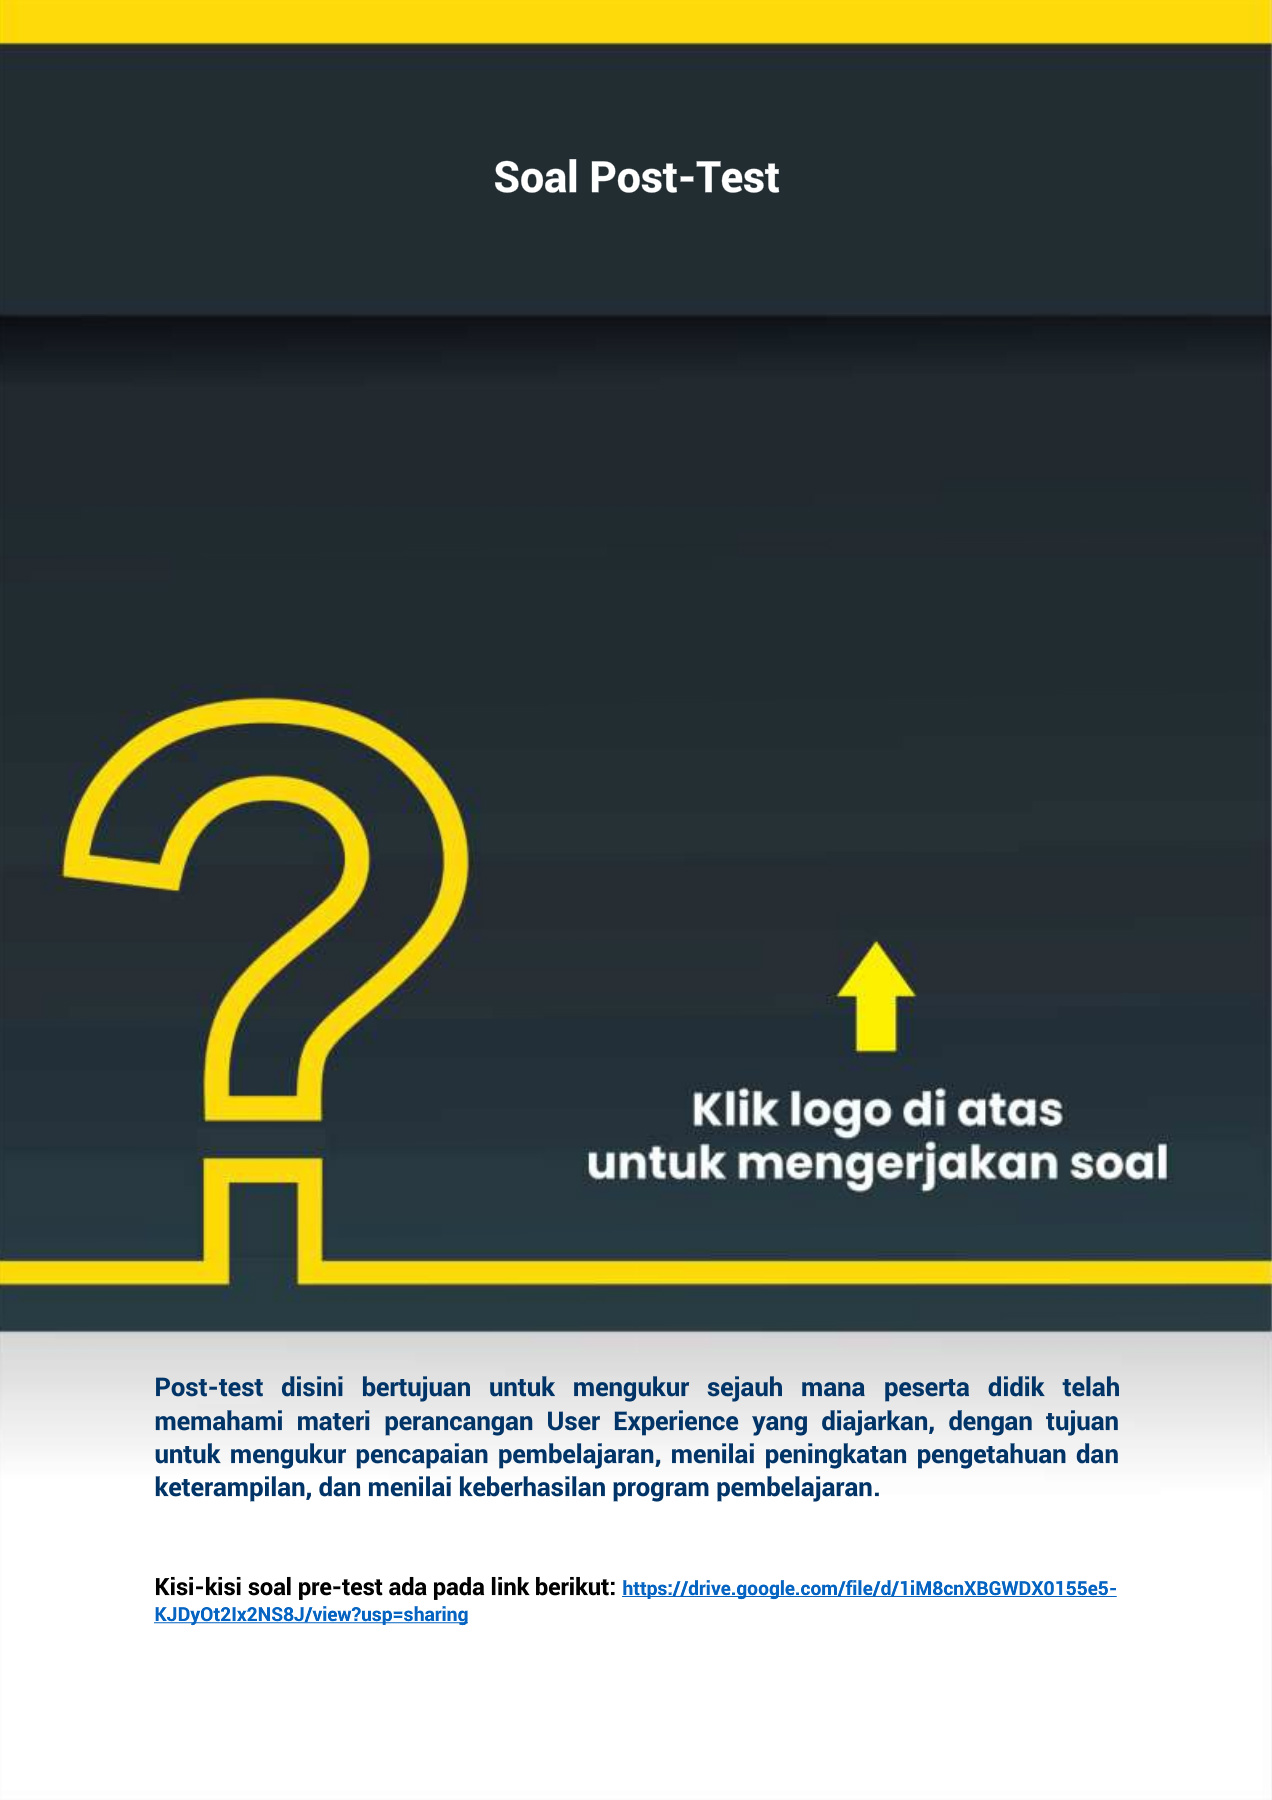 Soal Post-Test
Klik logo di atas
untuk mengerjakan soal
Post-test disini bertujuan untuk mengukur sejauh mana peserta didik telah
memahami materi perancangan User Experience yang diajarkan, dengan tujuan
untuk mengukur pencapaian pembelajaran, menilai peningkatan pengetahuan dan
keterampilan, dan menilai keberhasilan program pembelajaran.
Kisi-kisi soal pre-test ada pada link berikut: https://drive.google.com/file/d/1iM8cnXBGWDX0155e5-
KJDyOt2Ix2NS8J/view?usp=sharing